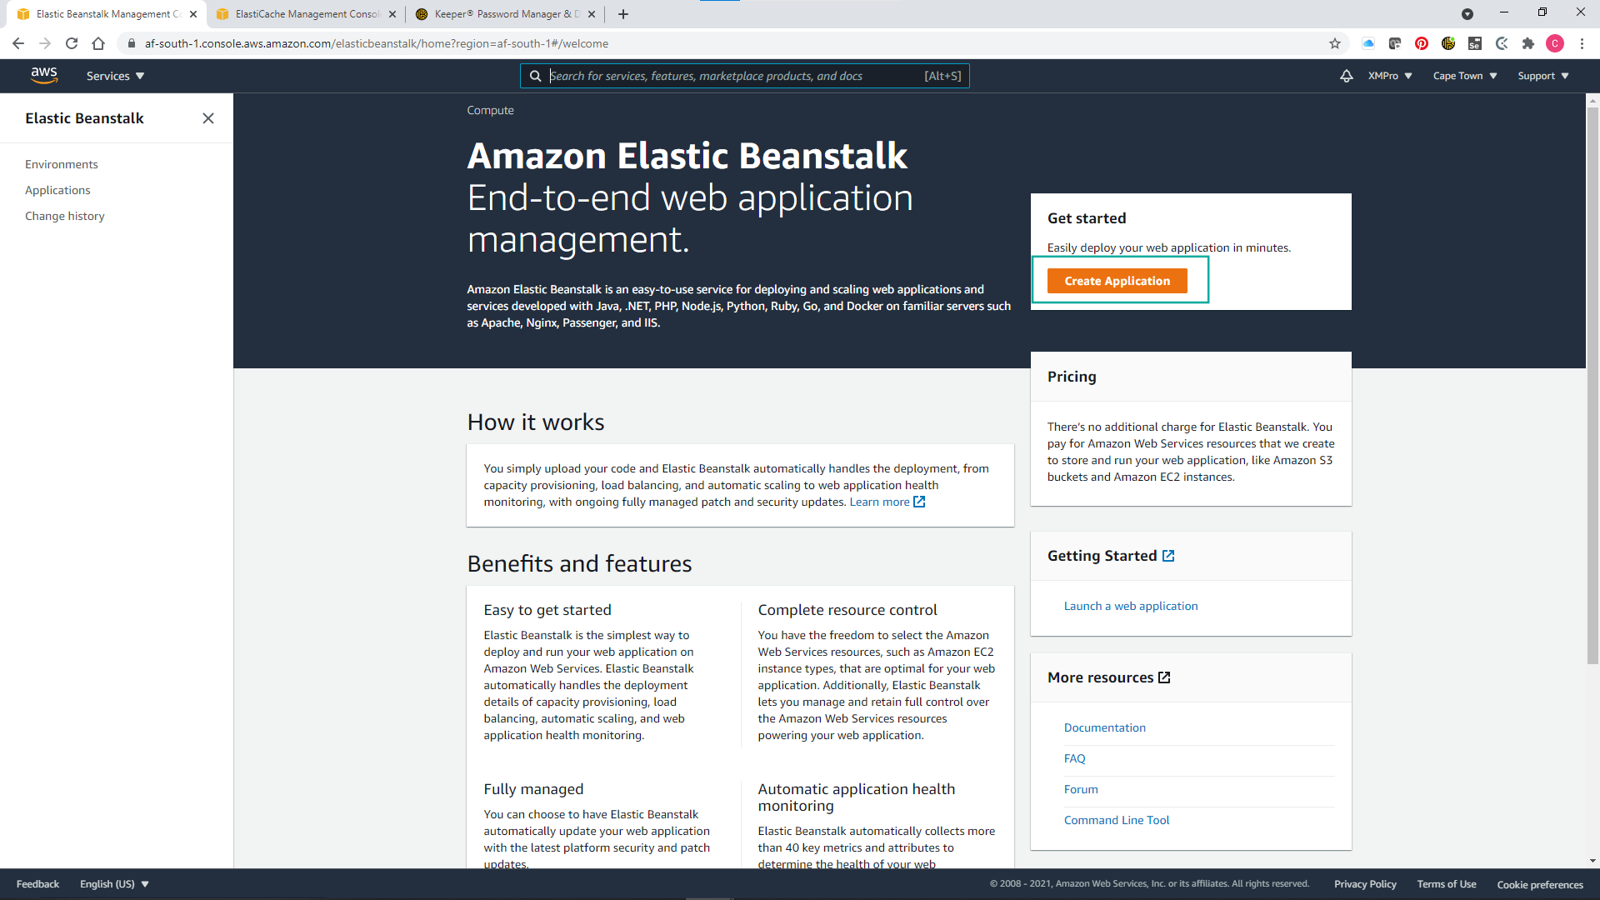 Elastic Beanstalk Management Co
ElastiCache Management Console
Keeper® Password Manager & D
af-south-1.console.aws.amazon.com/elasticbeanstalk/home?region=af-south-1#/welcome
aws
Services
Search for services, features, marketplace products, and docs
[Alt+S]
XMPro
Cape Town
Support
Elastic Beanstalk
Environments
Applications
Change history
Compute
Amazon Elastic Beanstalk
End-to-end web application
management.
Amazon Elastic Beanstalk is an easy-to-use service for deploying and scaling web applications and
services developed with Java, .NET, PHP, Node.js, Python, Ruby, Go, and Docker on familiar servers such
as Apache, Nginx, Passenger, and IIS.
Get started
Easily deploy your web application in minutes.
Create Application
Pricing
There's no additional charge for Elastic Beanstalk. You
pay for Amazon Web Services resources that we create
to store and run your web application, like Amazon S3
buckets and Amazon EC2 instances.
How it works
You simply upload your code and Elastic Beanstalk automatically handles the deployment, from
capacity provisioning, load balancing, and automatic scaling to web application health
monitoring, with ongoing fully managed patch and security updates. Learn more
Getting Started
Launch a web application
Benefits and features
Easy to get started
Elastic Beanstalk is the simplest way to
deploy and run your web application on
Amazon Web Services. Elastic Beanstalk
automatically handles the deployment
details of capacity provisioning, load
balancing, automatic scaling, and web
application health monitoring.
Complete resource control
You have the freedom to select the Amazon
Web Services resources, such as Amazon EC2
instance types, that are optimal for your web
application. Additionally, Elastic Beanstalk
lets you manage and retain full control over
the Amazon Web Services resources
powering your web application.
Fully managed
You can choose to have Elastic Beanstalk
automatically update your web application
with the latest platform security and patch
updates.
Automatic application health
monitoring
Elastic Beanstalk automatically collects more
than 40 key metrics and attributes to
determine the health of your web
More resources
Documentation
FAQ
Forum
Command Line Tool
Feedback
English (US)
© 2008 - 2021, Amazon Web Services, Inc. or its affiliates. All rights reserved.
Privacy Policy
Terms of Use
Cookie preferences